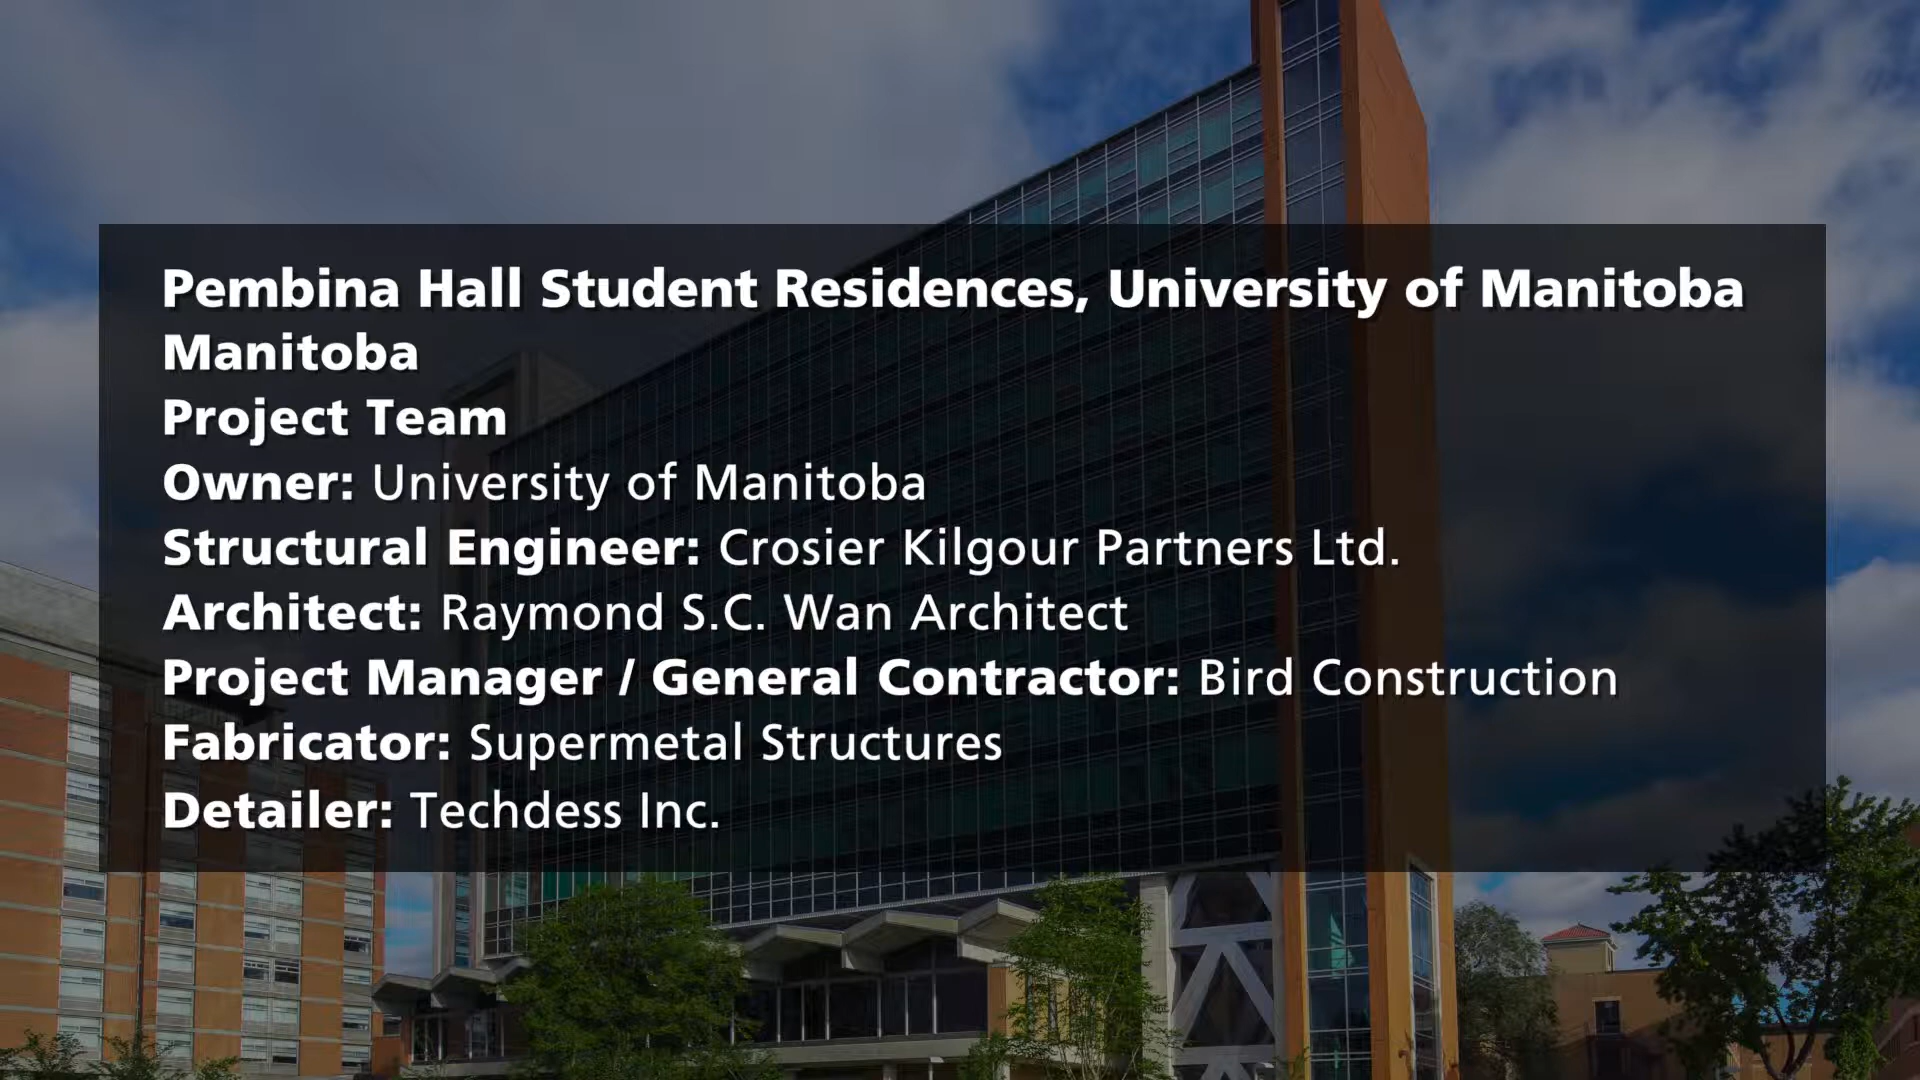 Pembina Hall Student Residences, University of Manitoba
Manitoba
Project Team
Owner: University of Manitoba
Structural Engineer: Crosier Kilgour Partners Ltd.
Architect: Raymond S.C. Wan Architect
Project Manager / General Contractor: Bird Construction
Fabricator: Supermetal Structures
Detailer: Techdess Inc.